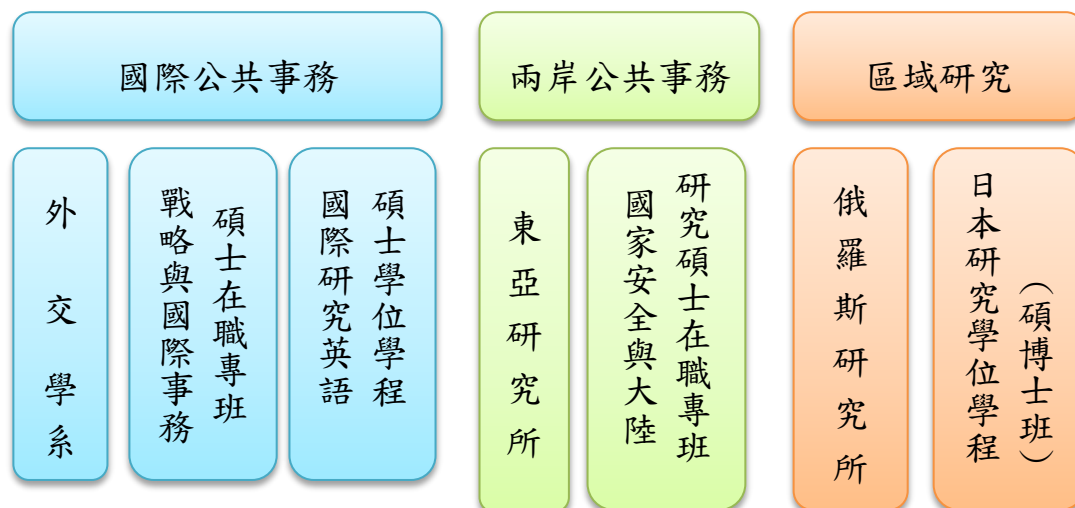 國際公共事務
兩岸公共事務
區域研究
外交學系
戰略與國際事務
碩士在職專班
國際研究英語
碩士學位學程
東亞研究所
國家安全與大陸
研究碩士在職專班
俄羅斯研究所
日本研究學位學程
（碩博士班）